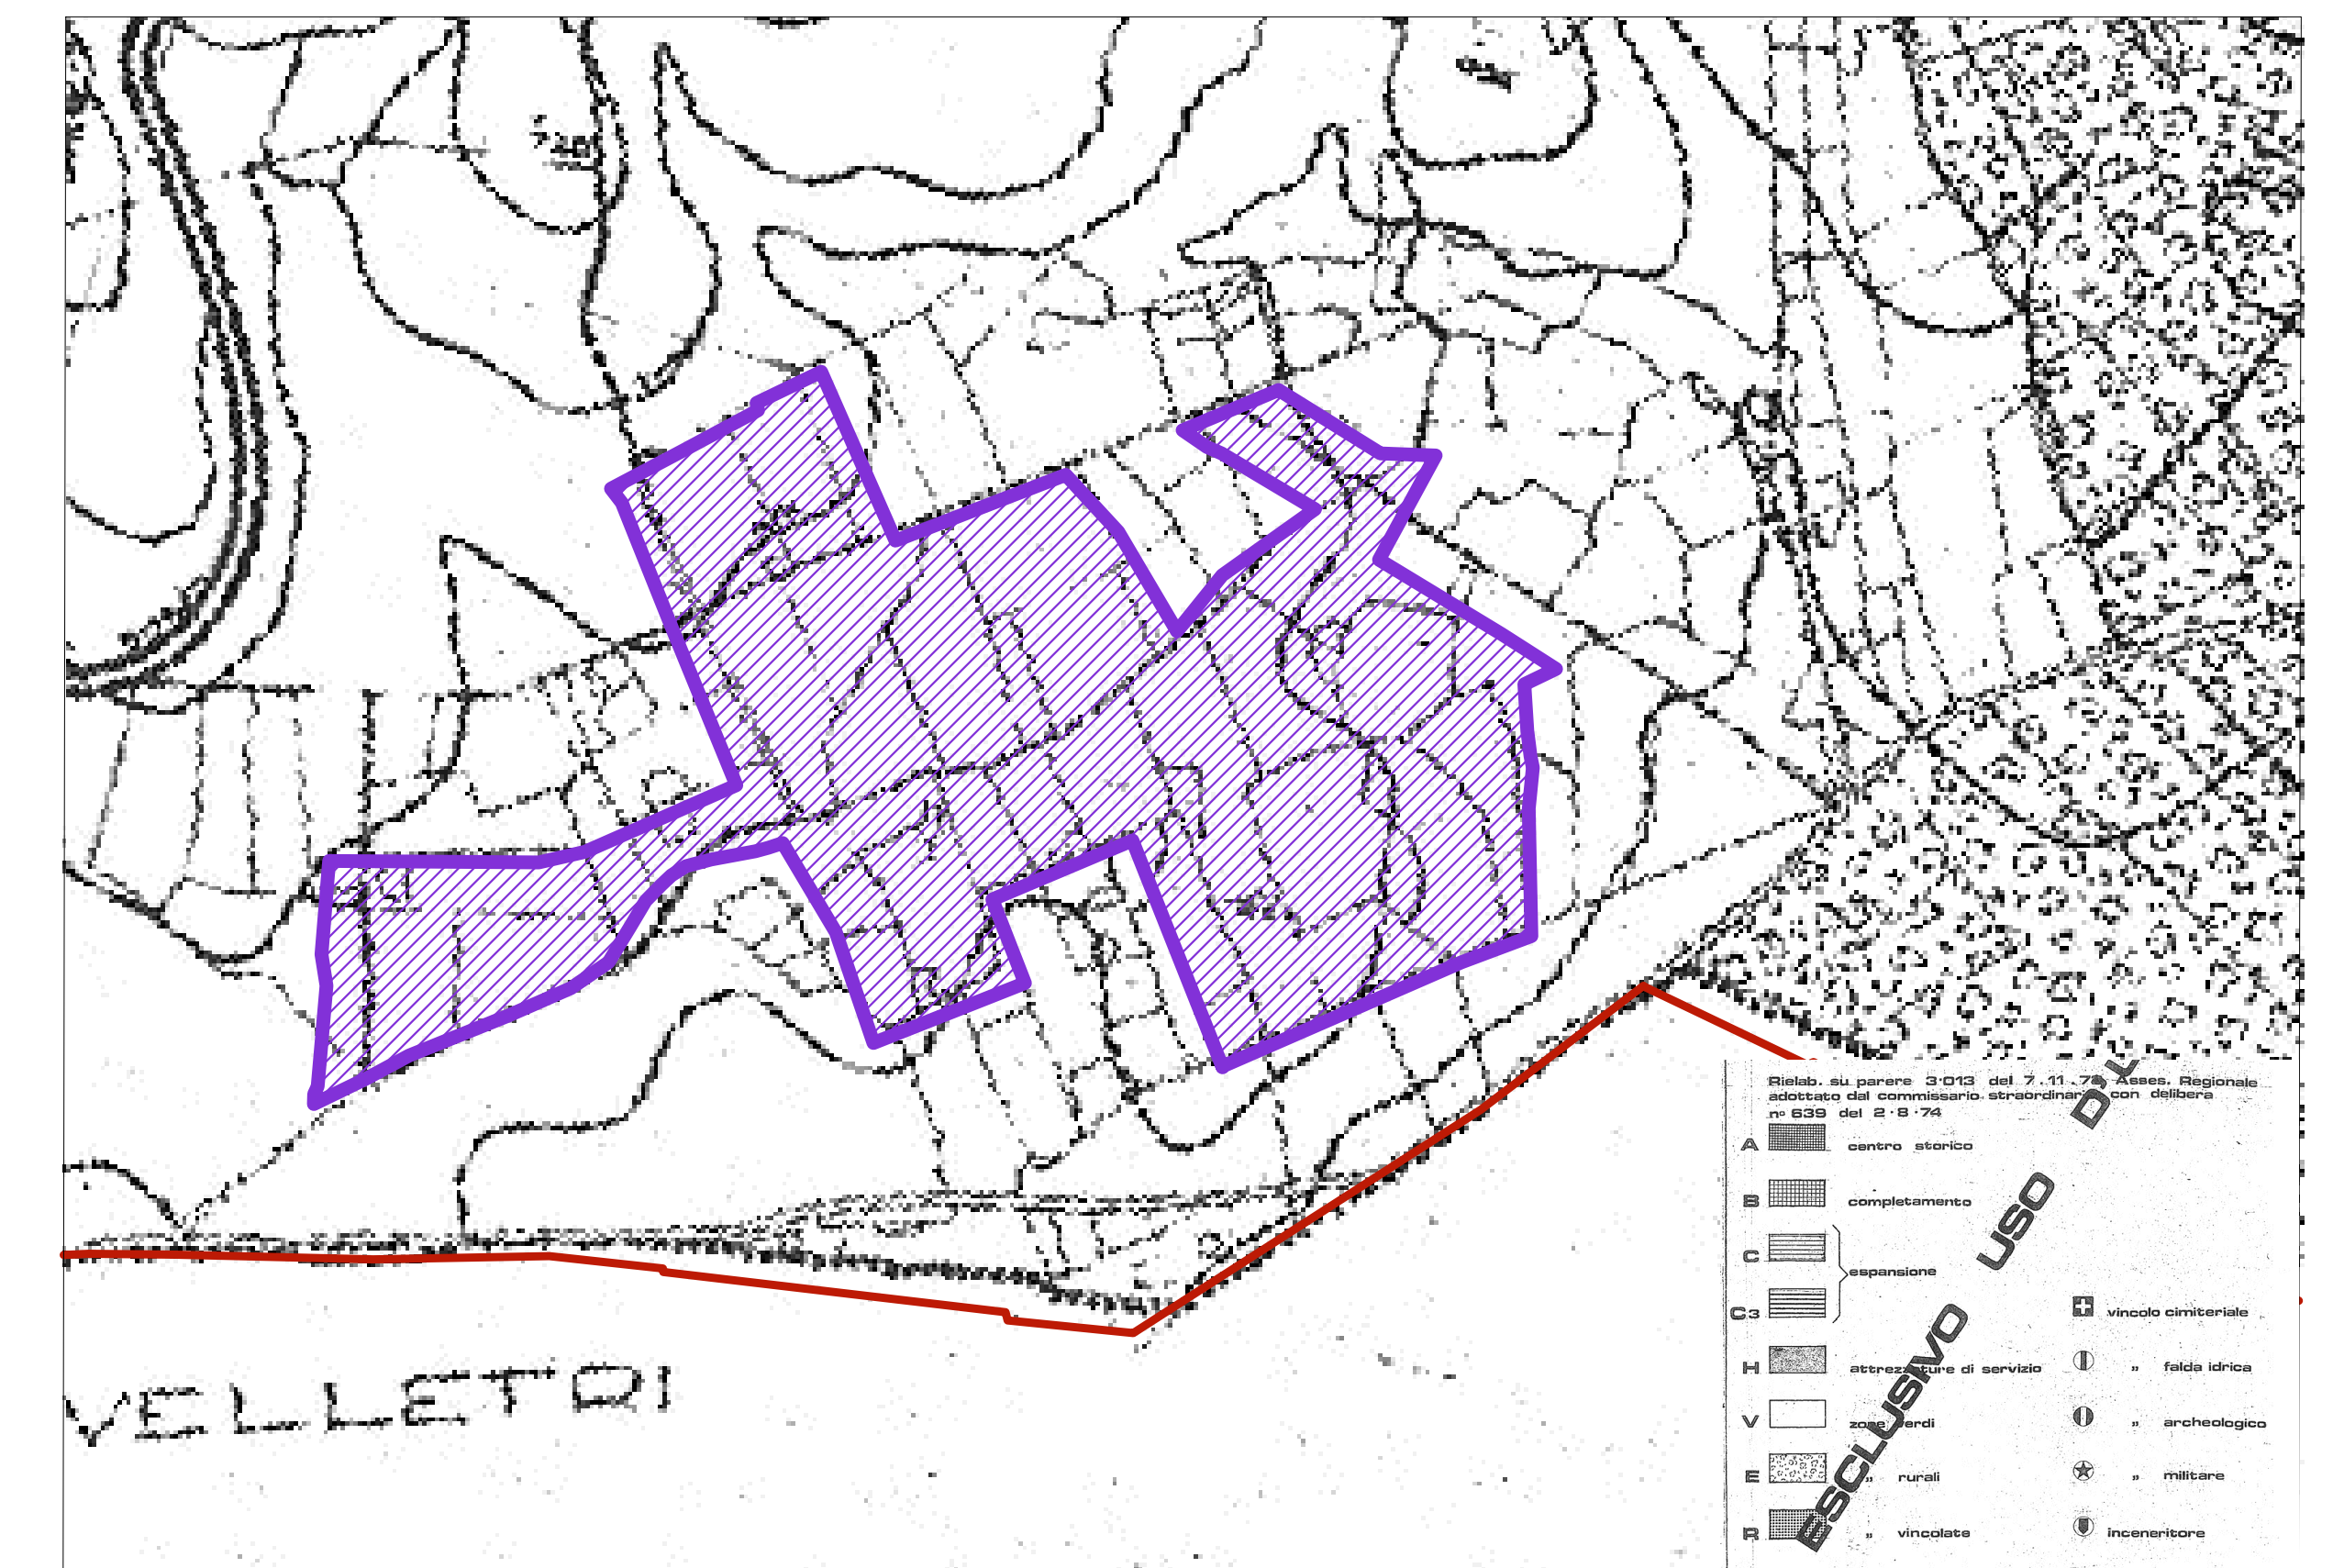 VELLETRI
Rielab. su parere 3·013 del 7.11.7 Asses. Regionale
adottato dal commissario straordinar con delibera
n° 639 del 2·8·74
A centro storico
B completamento
C
espansione
C3
H attrezzature di servizio
V zone verdi
E „ rurali
R „ vincolate
vincolo cimiteriale
„ falda idrica
„ archeologico
„ militare
inceneritore
ESCLUSIVO USO D'U